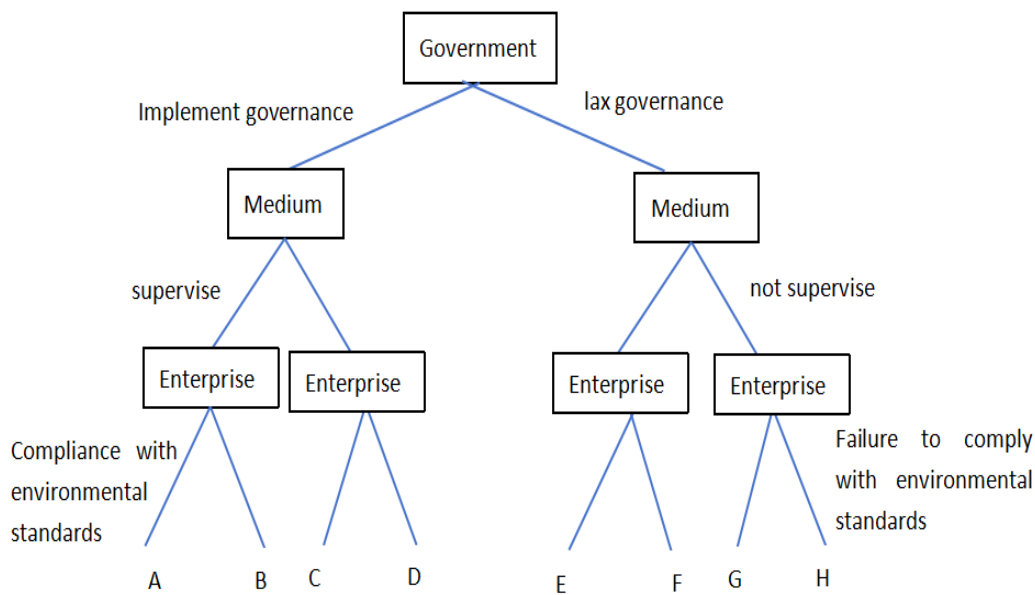 Government
Implement governance
lax governance
Medium
Medium
supervise
not supervise
Enterprise
Enterprise
Enterprise
Enterprise
Compliance with
environmental
standards
Failure to comply
with environmental
standards
A
B
C
D
E
F
G
H